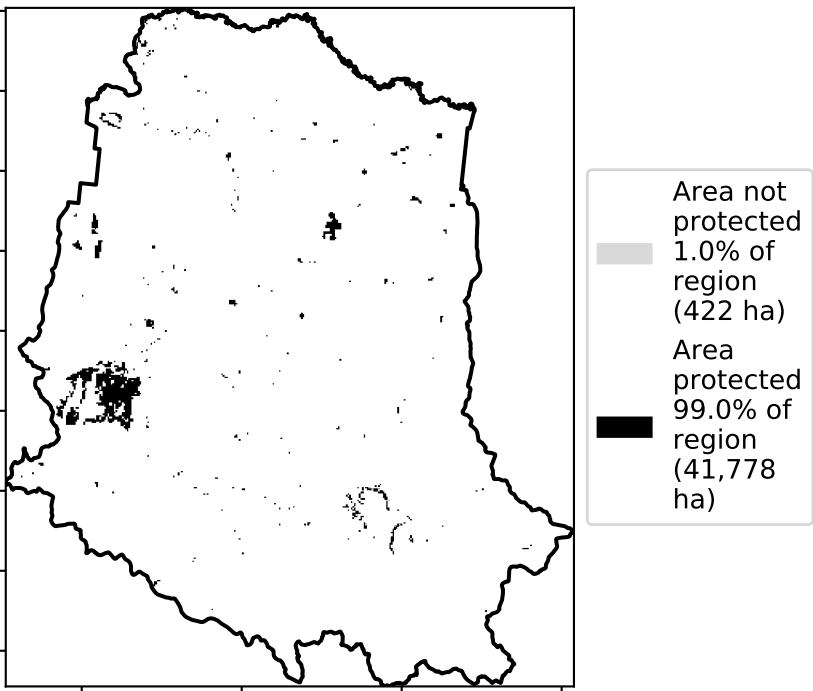 Area not
protected
1.0% of
region
(422 ha)
Area
protected
99.0% of
region
(41,778
ha)